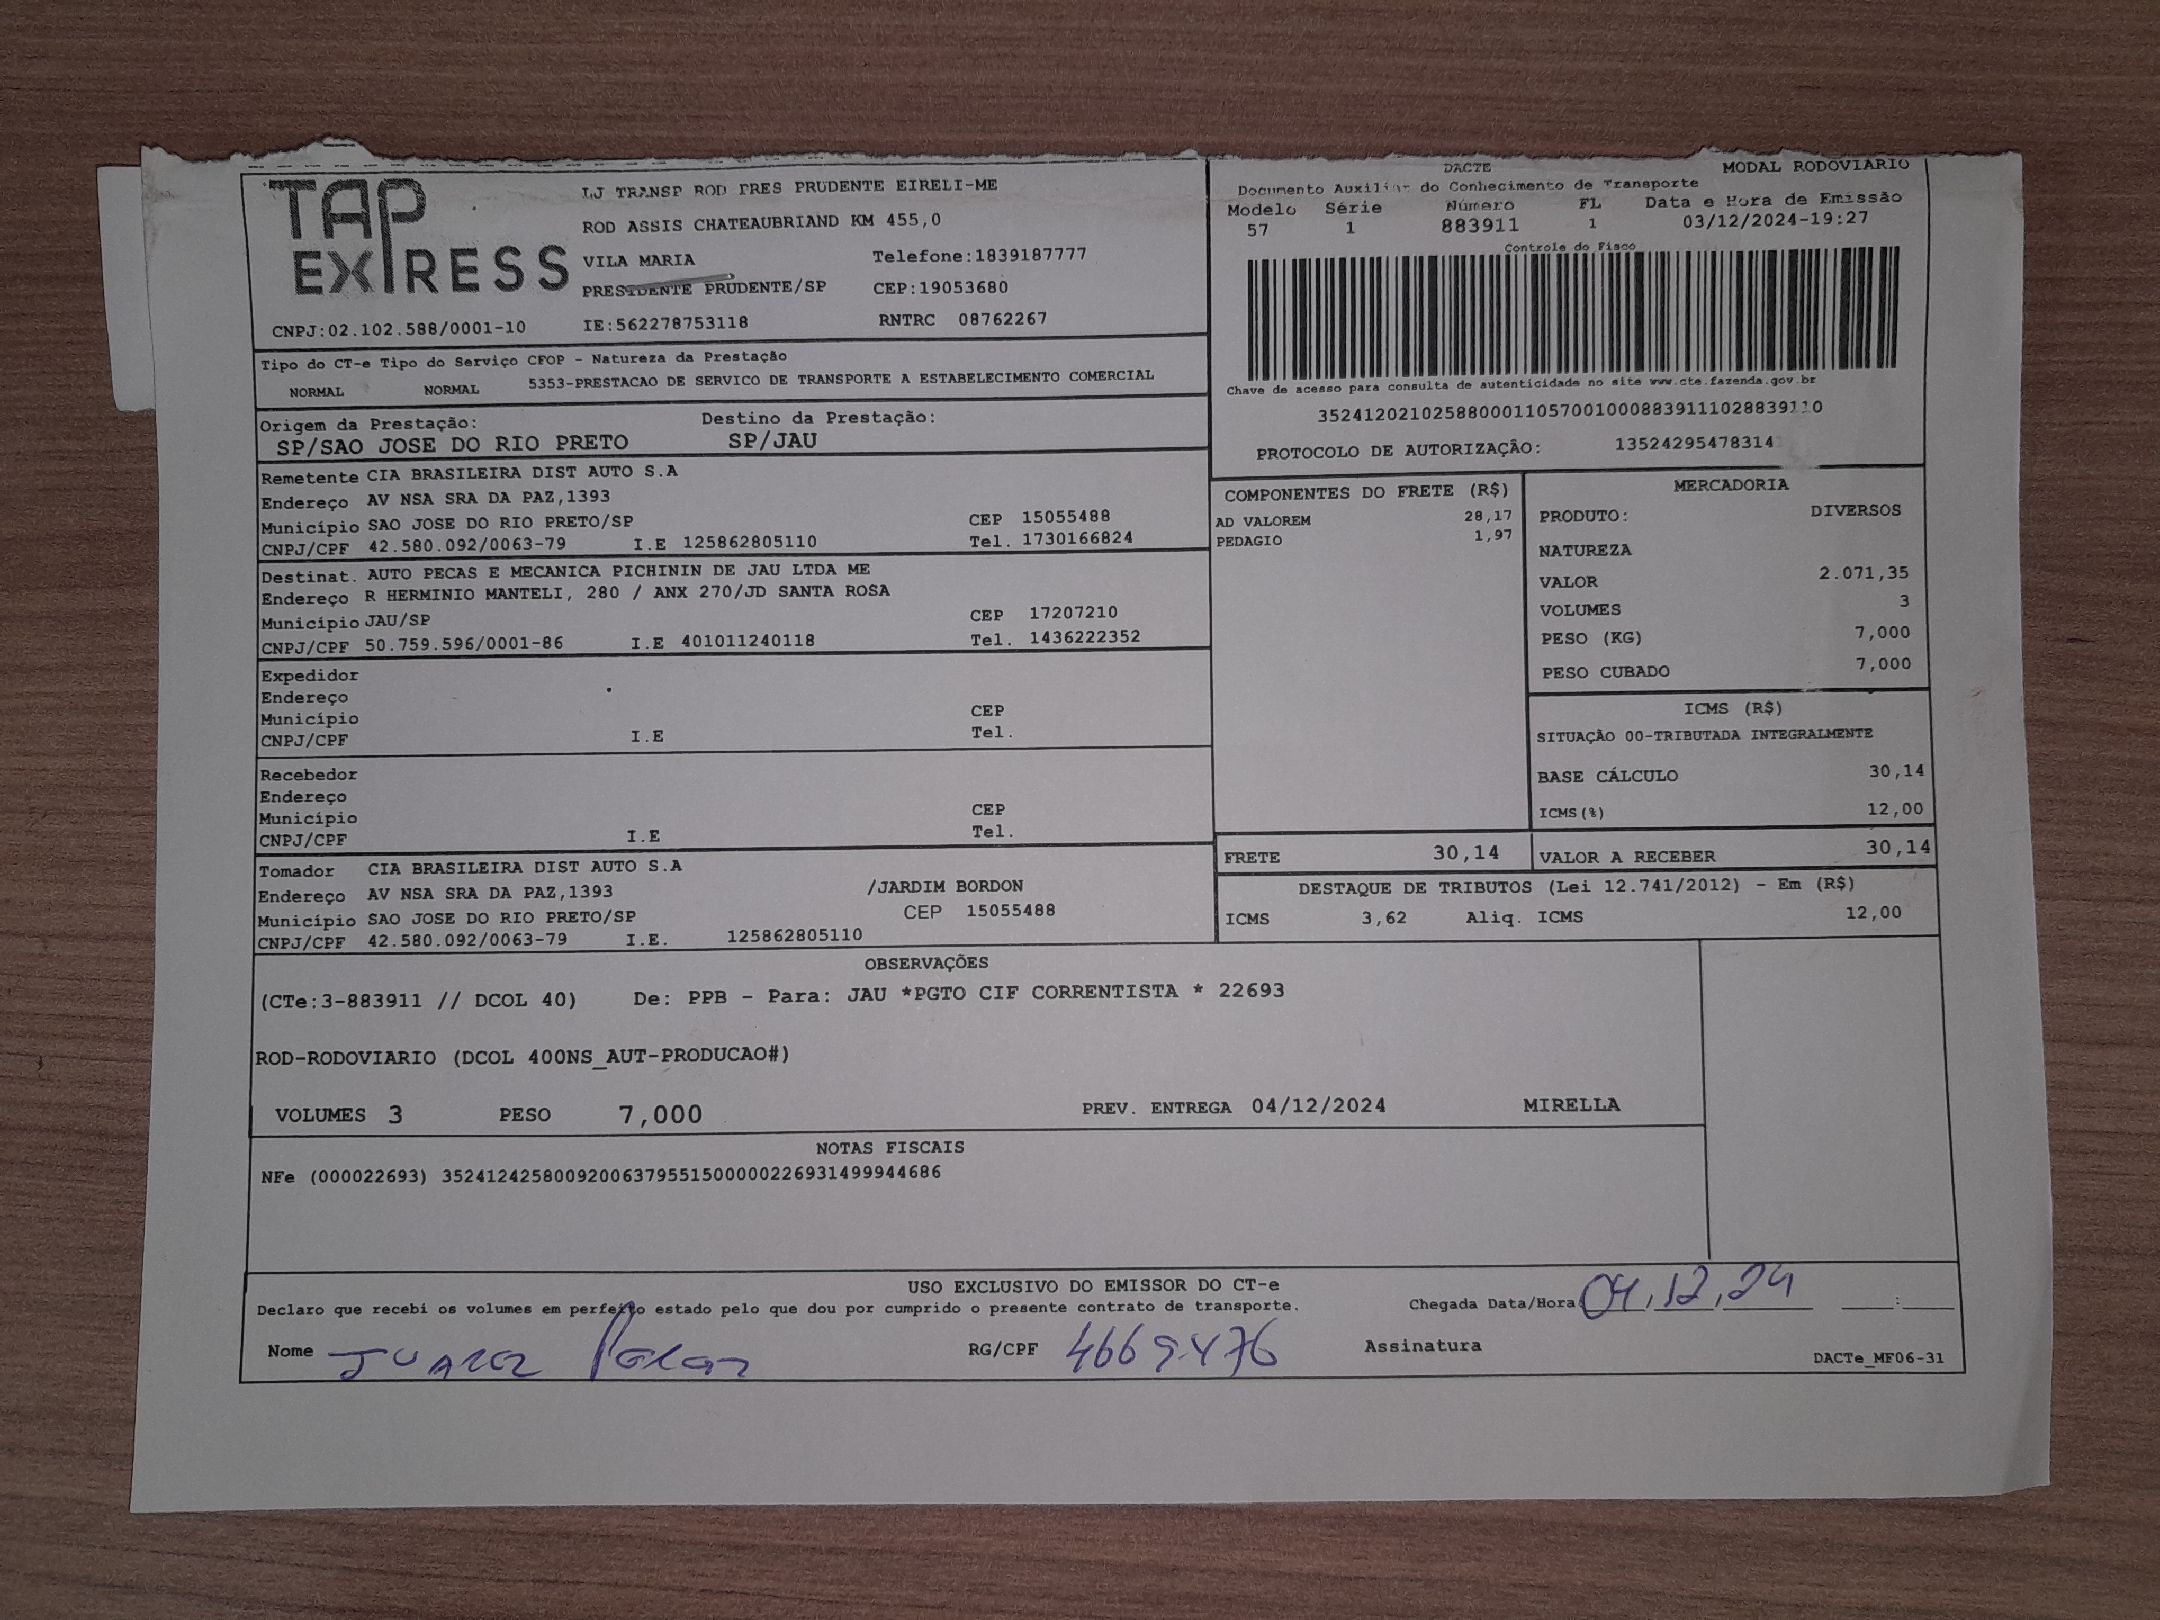 TAP
EXPRESS
CNPJ:02.102.588/0001-10
LJ TRANSP ROD PRES PRUDENTE EIRELI-ME
ROD ASSIS CHATEAUBRIAND KM 455,0
VILA MARIA Telefone:1839187777
PRESIDENTE PRUDENTE/SP CEP:19053680
IE:562278753118 RNTRC 08762267
DACTE MODAL RODOVIARIO
Documento Auxiliar do Conhecimento de Transporte
Modelo Série Número FL Data e Hora de Emissão
57 1 883911 1 03/12/2024-19:27
Controle do Fisco
Chave de acesso para consulta de autenticidade no site www.cte.fazenda.gov.br
35241202102588000110570010008839111028839110
PROTOCOLO DE AUTORIZAÇÃO: 13524295478314
Tipo do CT-e Tipo do Serviço CFOP - Natureza da Prestação
NORMAL NORMAL 5353-PRESTACAO DE SERVICO DE TRANSPORTE A ESTABELECIMENTO COMERCIAL
Origem da Prestação: Destino da Prestação:
SP/SAO JOSE DO RIO PRETO SP/JAU
Remetente CIA BRASILEIRA DIST AUTO S.A
Endereço AV NSA SRA DA PAZ,1393
Município SAO JOSE DO RIO PRETO/SP CEP 15055488
CNPJ/CPF 42.580.092/0063-79 I.E 125862805110 Tel. 1730166824
Destinat. AUTO PECAS E MECANICA PICHININ DE JAU LTDA ME
Endereço R HERMINIO MANTELI, 280 / ANX 270/JD SANTA ROSA
Município JAU/SP CEP 17207210
CNPJ/CPF 50.759.596/0001-86 I.E 401011240118 Tel. 1436222352
Expedidor
Endereço
Município CEP
CNPJ/CPF I.E Tel.
Recebedor
Endereço
Município CEP
CNPJ/CPF I.E Tel.
Tomador CIA BRASILEIRA DIST AUTO S.A
Endereço AV NSA SRA DA PAZ,1393 /JARDIM BORDON
Município SAO JOSE DO RIO PRETO/SP CEP 15055488
CNPJ/CPF 42.580.092/0063-79 I.E. 125862805110
COMPONENTES DO FRETE (R$)
AD VALOREM 28,17
PEDAGIO 1,97
MERCADORIA
PRODUTO: DIVERSOS
NATUREZA
VALOR 2.071,35
VOLUMES 3
PESO (KG) 7,000
PESO CUBADO 7,000
ICMS (R$)
SITUAÇÃO 00-TRIBUTADA INTEGRALMENTE
BASE CÁLCULO 30,14
ICMS(%) 12,00
FRETE 30,14 VALOR A RECEBER 30,14
DESTAQUE DE TRIBUTOS (Lei 12.741/2012) - Em (R$)
ICMS 3,62 Aliq. ICMS 12,00
OBSERVAÇÕES
(CTe:3-883911 // DCOL 40) De: PPB - Para: JAU *PGTO CIF CORRENTISTA * 22693
ROD-RODOVIARIO (DCOL 400NS_AUT-PRODUCAO#)
VOLUMES 3 PESO 7,000 PREV. ENTREGA 04/12/2024 MIRELLA
NOTAS FISCAIS
NFe (000022693) 35241242580092006379551500000226931499944686
USO EXCLUSIVO DO EMISSOR DO CT-e
Declaro que recebi os volumes em perfeito estado pelo que dou por cumprido o presente contrato de transporte. Chegada Data/Hora 04,12,24 :
Nome Juarez RG/CPF Assinatura
DACTe_MF06-31